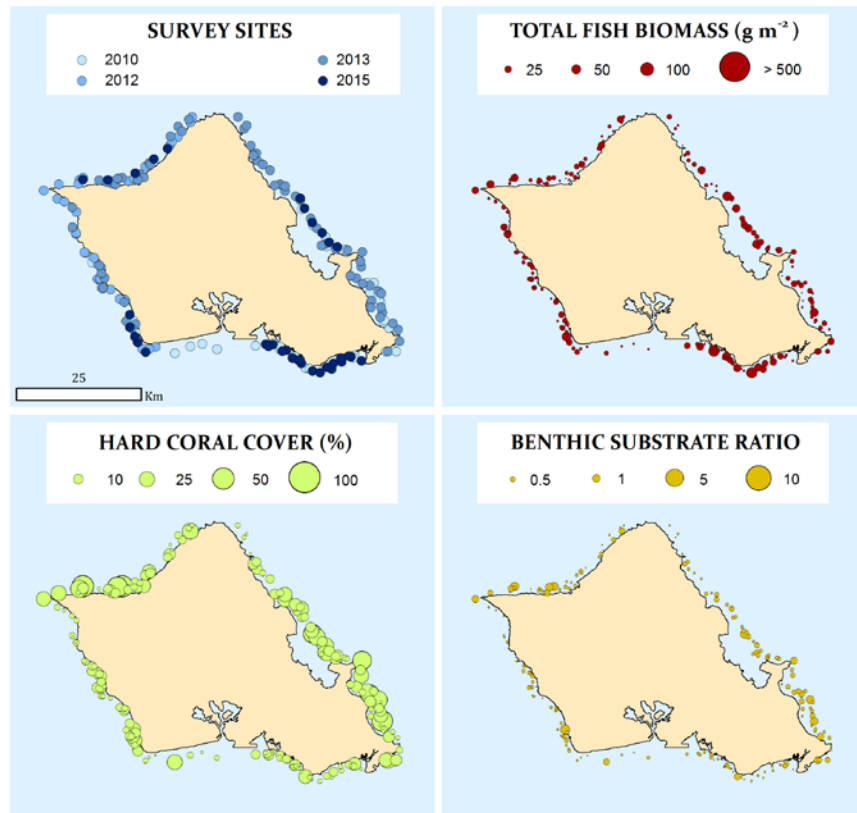 SURVEY SITES
2010 2013
2012 2015
25
Km
TOTAL FISH BIOMASS (g m⁻²)
25 50 100 > 500
HARD CORAL COVER (%)
10 25 50 100
BENTHIC SUBSTRATE RATIO
0.5 1 5 10